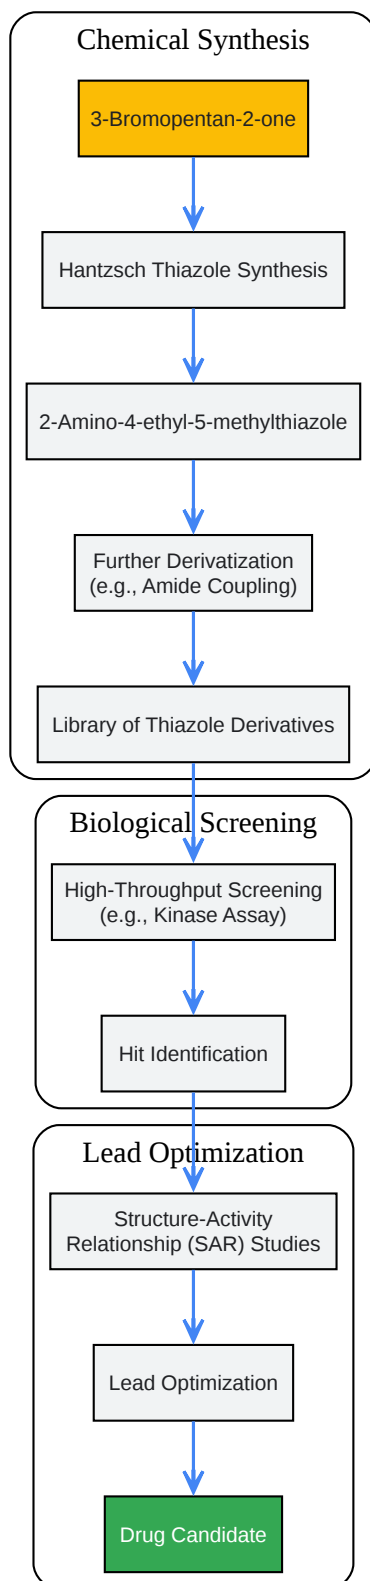 Chemical Synthesis
3-Bromopentan-2-one
Hantzsch Thiazole Synthesis
2-Amino-4-ethyl-5-methylthiazole
Further Derivatization
(e.g., Amide Coupling)
Library of Thiazole Derivatives
Biological Screening
High-Throughput Screening
(e.g., Kinase Assay)
Hit Identification
Lead Optimization
Structure-Activity
Relationship (SAR) Studies
Lead Optimization
Drug Candidate